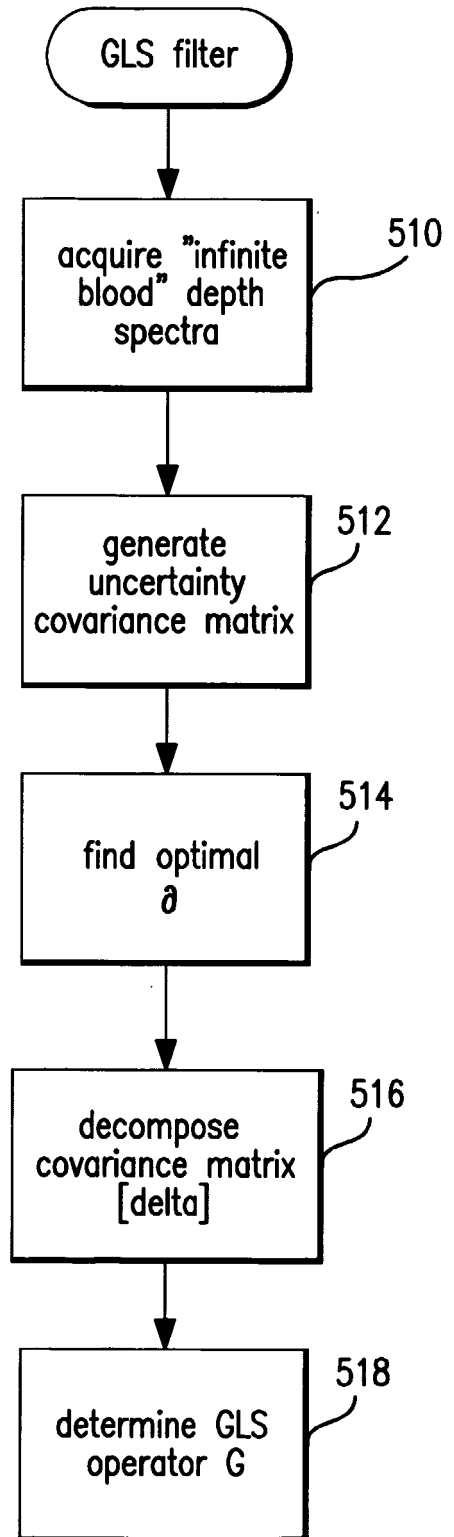 GLS filter
acquire "infinite
blood" depth
spectra
510
generate
uncertainty
covariance matrix
512
find optimal
∂
514
decompose
covariance matrix
[delta]
516
determine GLS
operator G
518